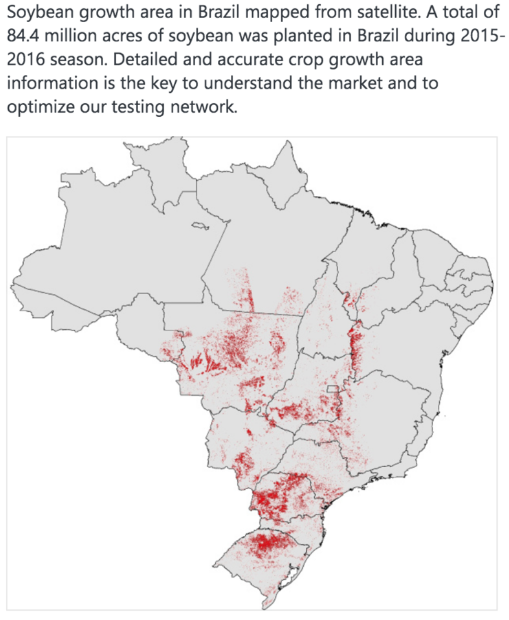 Soybean growth area in Brazil mapped from satellite. A total of
84.4 million acres of soybean was planted in Brazil during 2015-
2016 season. Detailed and accurate crop growth area
information is the key to understand the market and to
optimize our testing network.